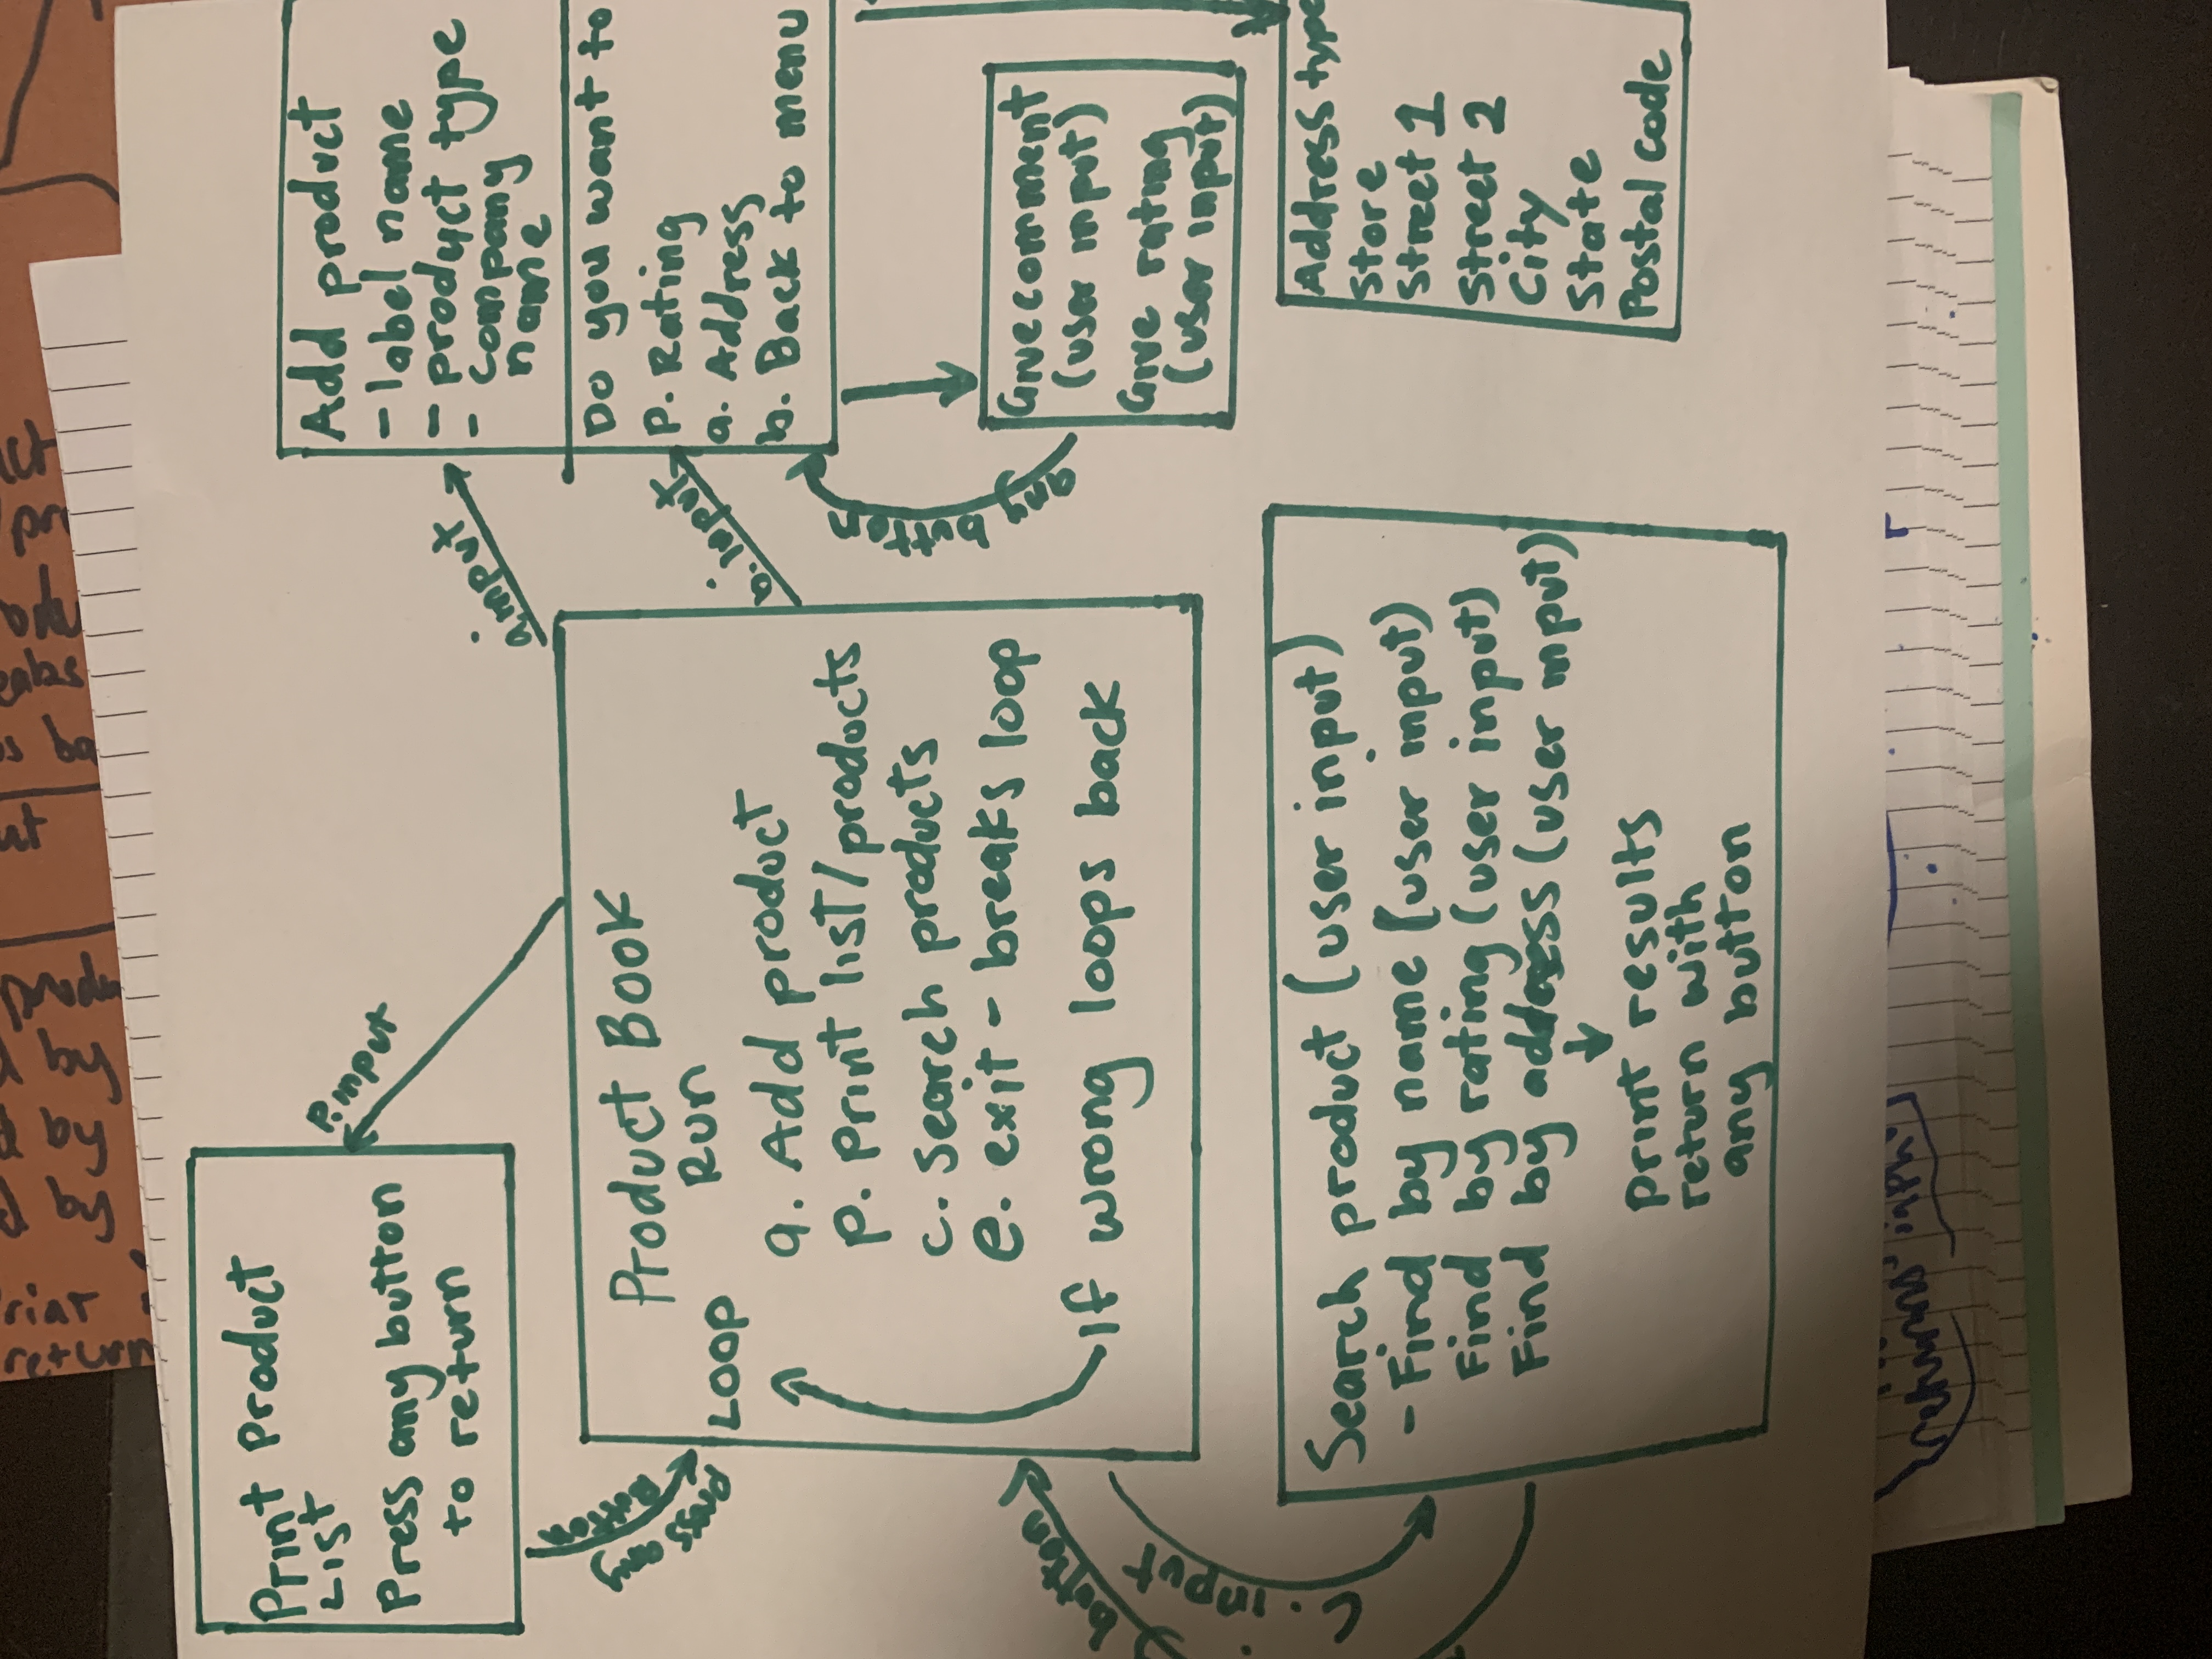 Print Product
List
Press any button
to return
P. input
press any
button
a. input
Add product
- label name
- product type
- company
name
Do you want to
P. Rating
a. Address
b. Back to menu
b. input
Product Book
Run
LOOP
a. Add product
p. Print list/products
c. search products
e. exit - breaks loop
If wrong loops back
button
c. input
any button
Give comment
(user input)
Give rating
(user input)
Search product (user input)
- Find by name (user input)
Find by rating (user input)
Find by address (user input)
print results
return with
any button
Address type
Store
Street 1
Street 2
City
State
Postal code
returns
by
by
by